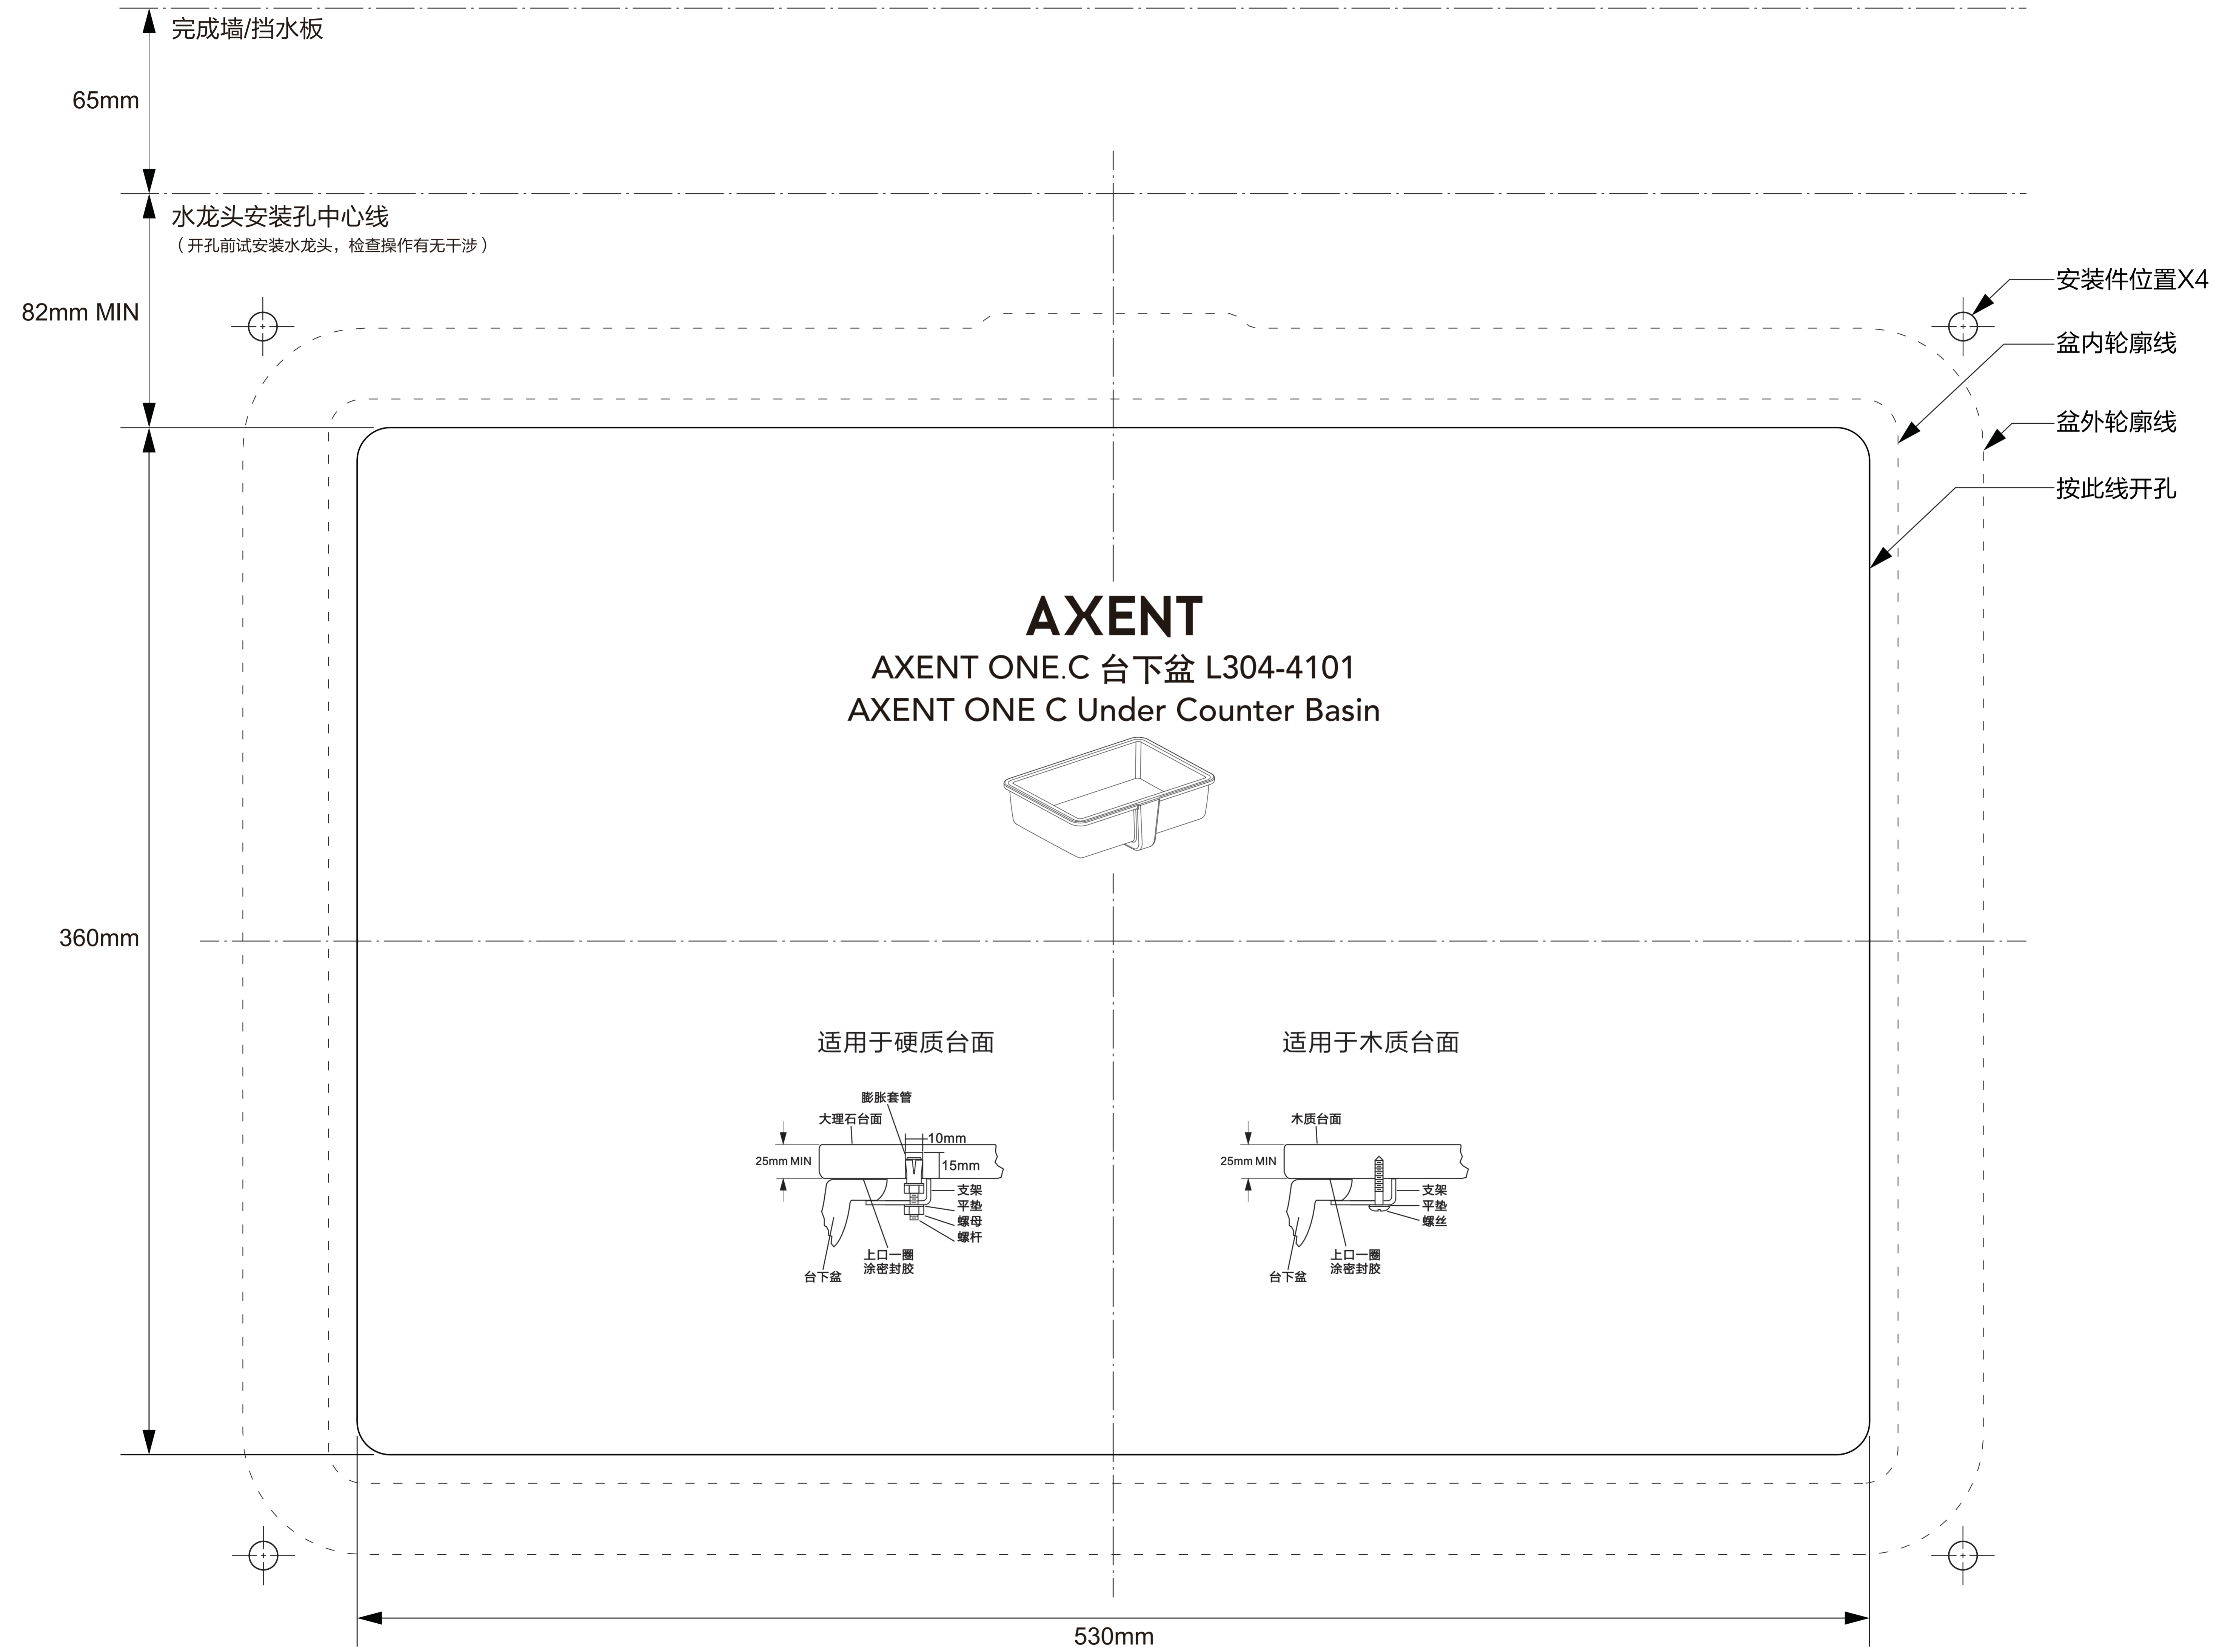 完成墙/挡水板
65mm
水龙头安装孔中心线
（开孔前试安装水龙头，检查操作有无干涉）
82mm MIN
安装件位置X4
盆内轮廓线
盆外轮廓线
按此线开孔
AXENT
AXENT ONE.C 台下盆 L304-4101
AXENT ONE C Under Counter Basin
360mm
适用于硬质台面
膨胀套管
大理石台面
10mm
25mm MIN
15mm
支架
平垫
螺母
螺杆
上口一圈
涂密封胶
台下盆
适用于木质台面
木质台面
25mm MIN
支架
平垫
螺丝
上口一圈
涂密封胶
台下盆
530mm